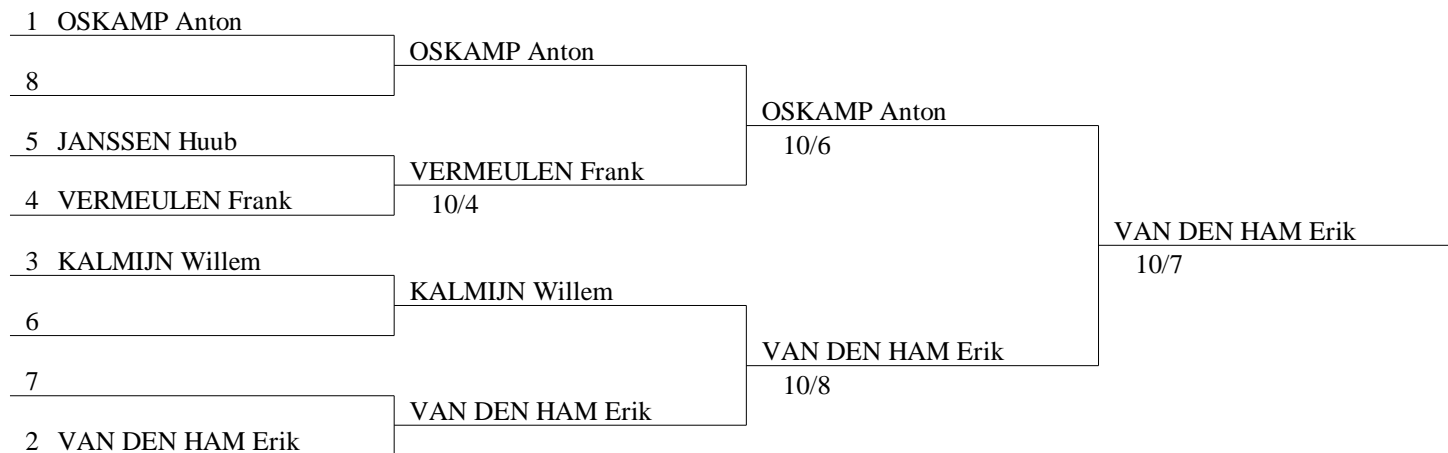 1 OSKAMP Anton
OSKAMP Anton
8
OSKAMP Anton
10/6
5 JANSSEN Huub
VERMEULEN Frank
10/4
4 VERMEULEN Frank
VAN DEN HAM Erik
10/7
3 KALMIJN Willem
KALMIJN Willem
6
VAN DEN HAM Erik
10/8
7
VAN DEN HAM Erik
2 VAN DEN HAM Erik